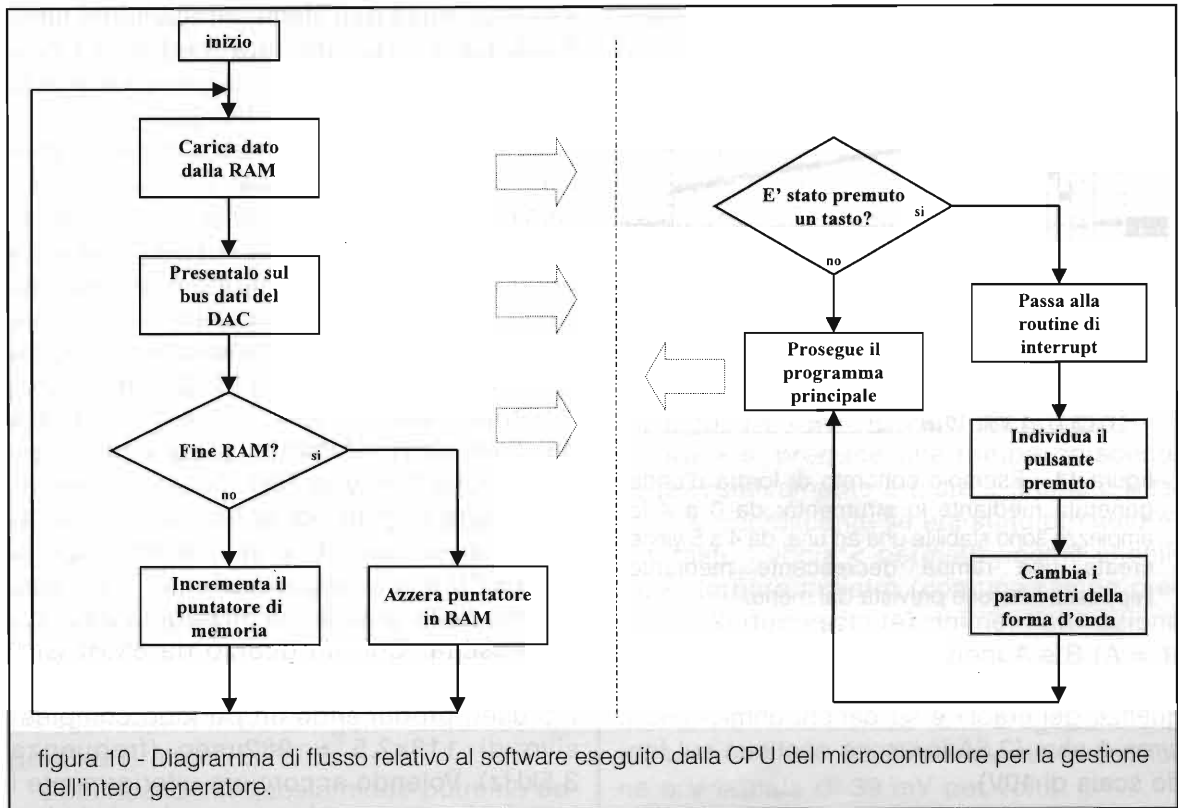 inizio
Carica dato
dalla RAM
Presentalo sul
bus dati del
DAC
Fine RAM?
si
no
Incrementa il
puntatore di
memoria
Azzera puntatore
in RAM
E' stato premuto
un tasto?
si
no
Prosegue il
programma
principale
Passa alla
routine di
interrupt
Individua il
pulsante
premuto
Cambia i
parametri della
forma d'onda
figura 10 - Diagramma di flusso relativo al software eseguito dalla CPU del microcontrollore per la gestione
dell'intero generatore.